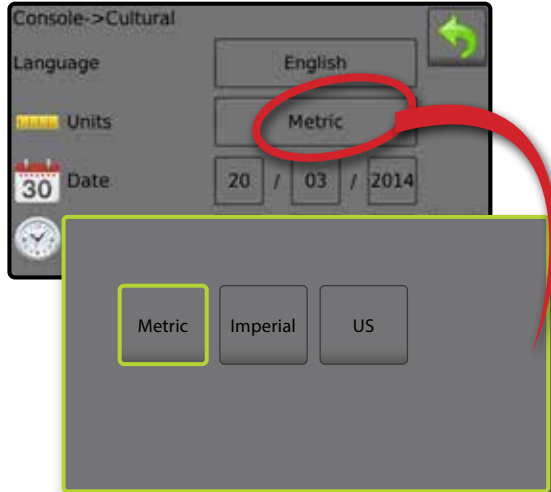 Console->Cultural
Language English
Units Metric
30 Date 20 / 03 / 2014
Metric Imperial US